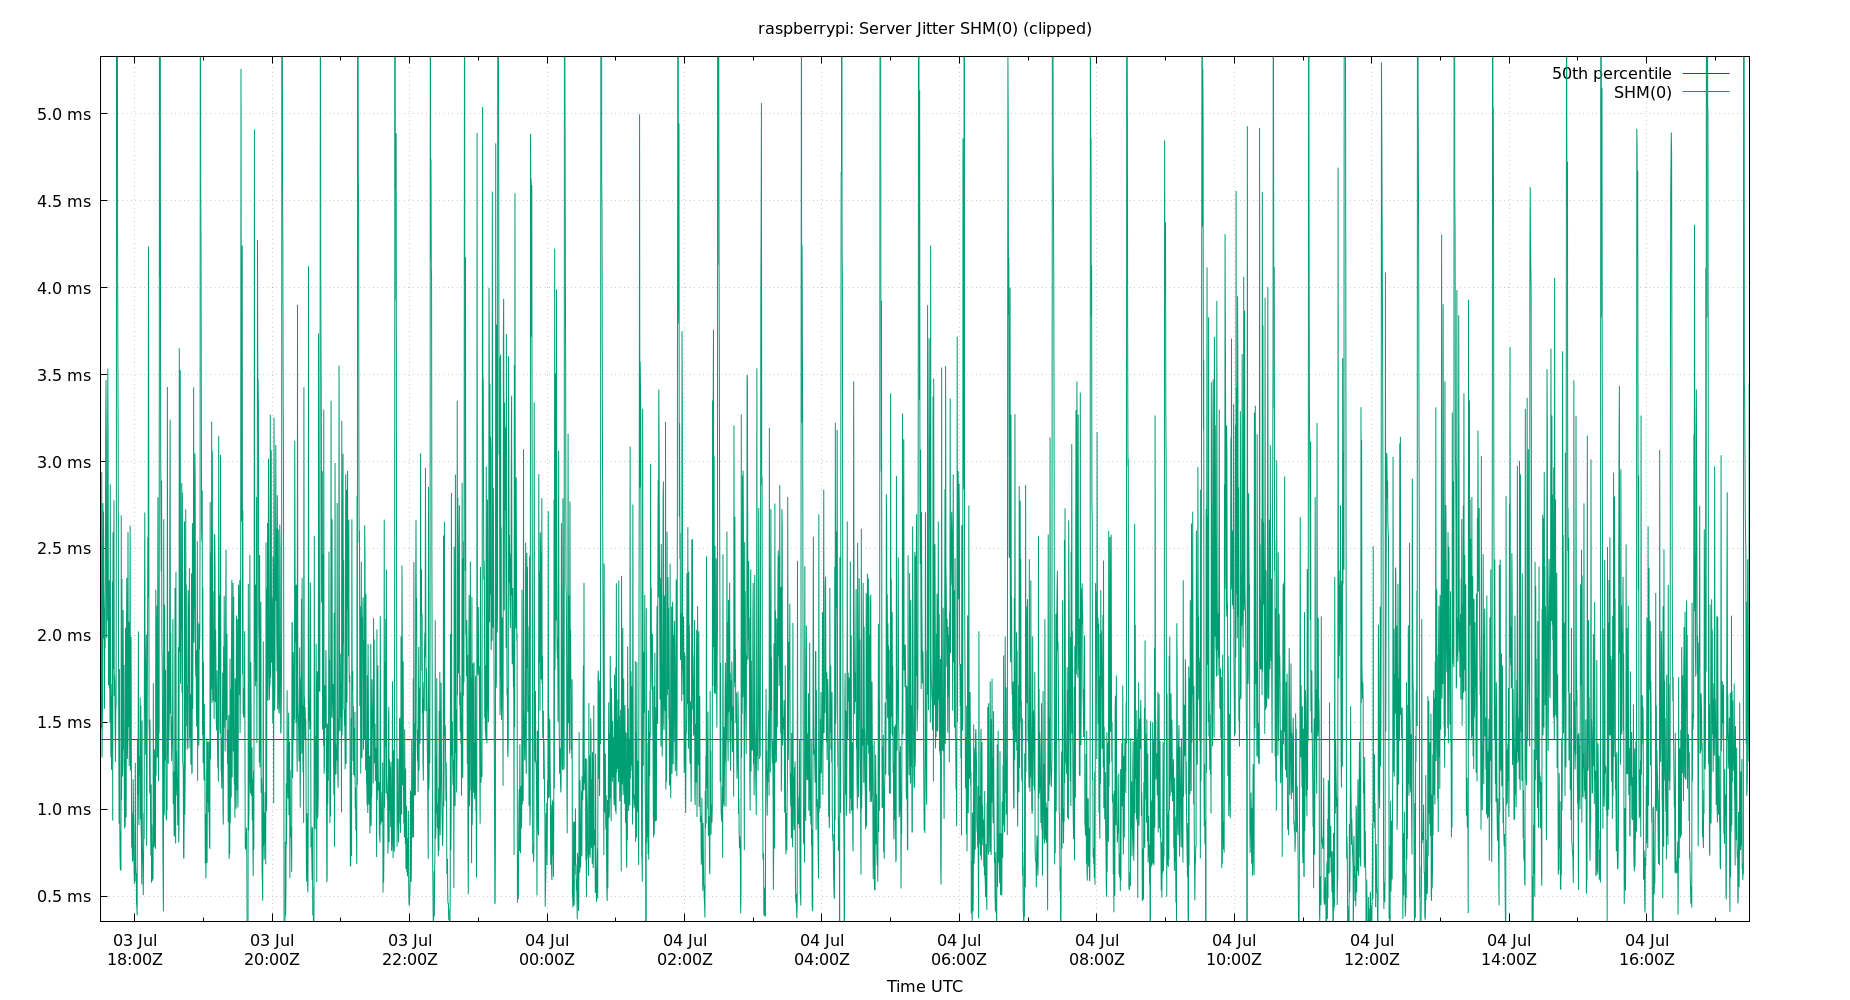 raspberrypi: Server Jitter SHM(0) (clipped)
50th percentile
SHM(0)
5.0 ms
4.5 ms
4.0 ms
3.5 ms
3.0 ms
2.5 ms
2.0 ms
1.5 ms
1.0 ms
0.5 ms
03 Jul 03 Jul 03 Jul 04 Jul 04 Jul 04 Jul 04 Jul 04 Jul 04 Jul 04 Jul 04 Jul 04 Jul
18:00Z 20:00Z 22:00Z 00:00Z 02:00Z 04:00Z 06:00Z 08:00Z 10:00Z 12:00Z 14:00Z 16:00Z
Time UTC